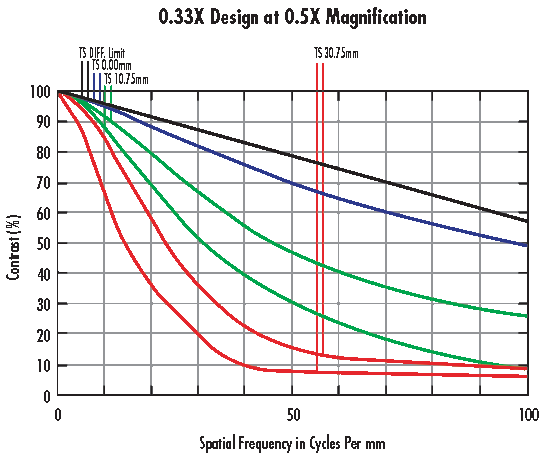 0.33X Design at 0.5X Magnification
TS DIFF. Limit
TS 0.00mm
TS 10.75mm
TS 30.75mm
100
90
80
70
60
50
40
30
20
10
0
Contrast (%)
0
50
100
Spatial Frequency in Cycles Per mm